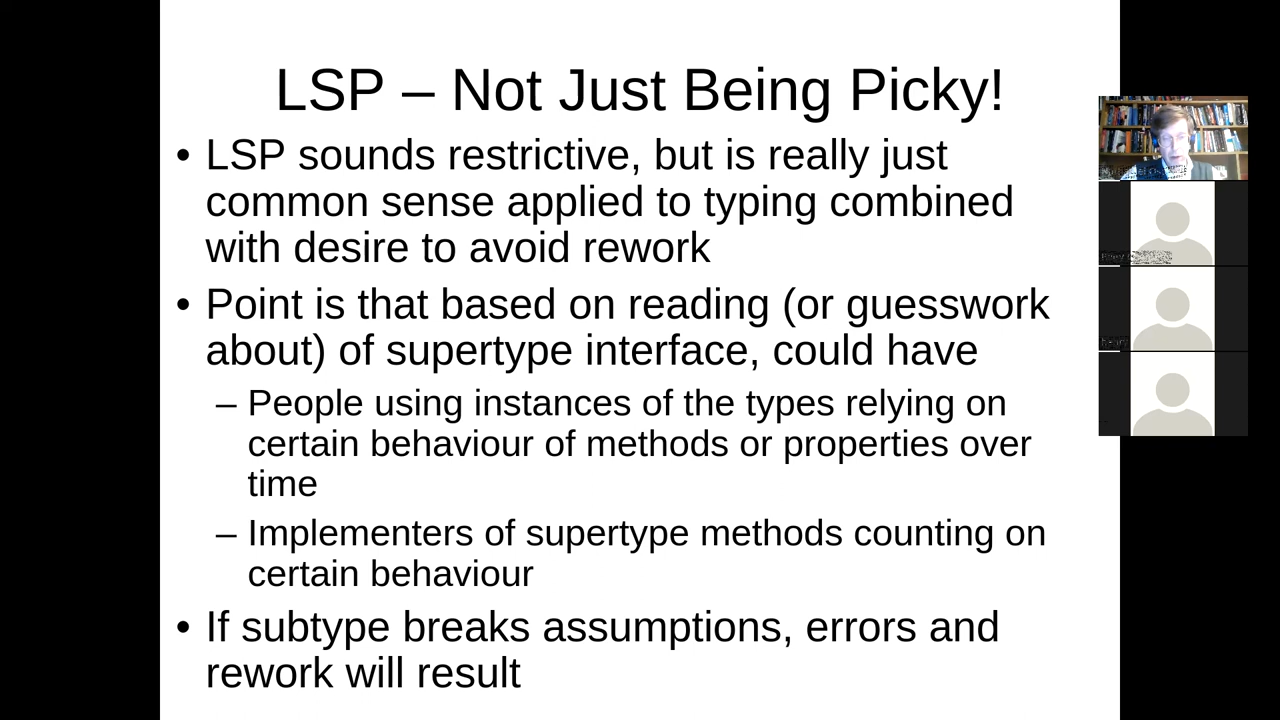 LSP – Not Just Being Picky!
• LSP sounds restrictive, but is really just
common sense applied to typing combined
with desire to avoid rework
• Point is that based on reading (or guesswork
about) of supertype interface, could have
– People using instances of the types relying on
certain behaviour of methods or properties over
time
– Implementers of supertype methods counting on
certain behaviour
• If subtype breaks assumptions, errors and
rework will result